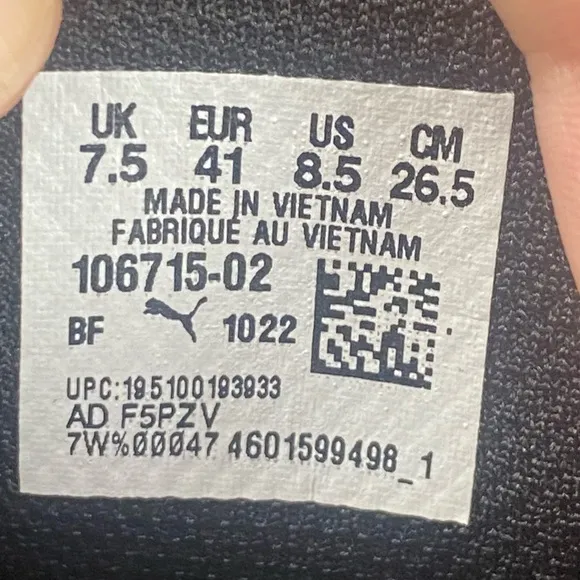 UK EUR US CM
7.5 41 8.5 26.5
MADE IN VIETNAM
FABRIQUÉ AU VIETNAM
106715-02
BF 1022
UPC:195100193933
AD F5PZV
7W%00047 4601599498_1